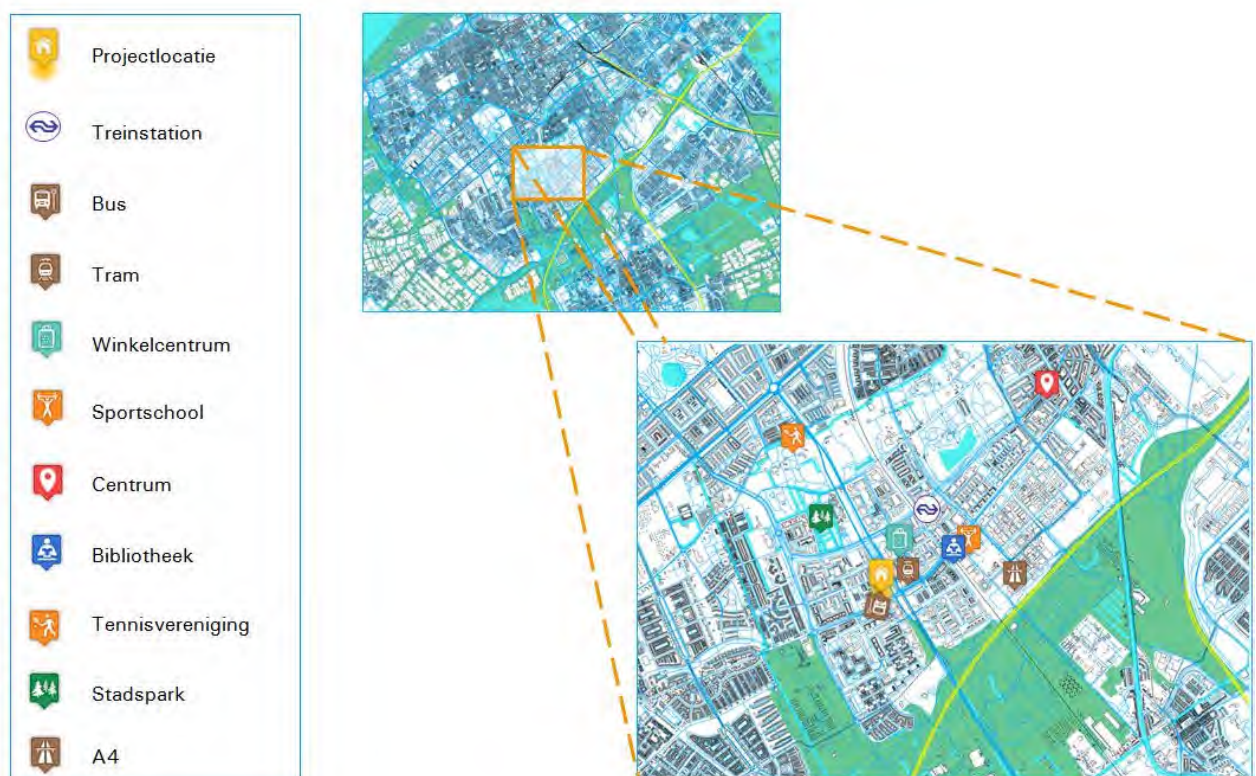 Projectlocatie
Treinstation
Bus
Tram
Winkelcentrum
Sportschool
Centrum
Bibliotheek
Tennisvereniging
Stadspark
A4